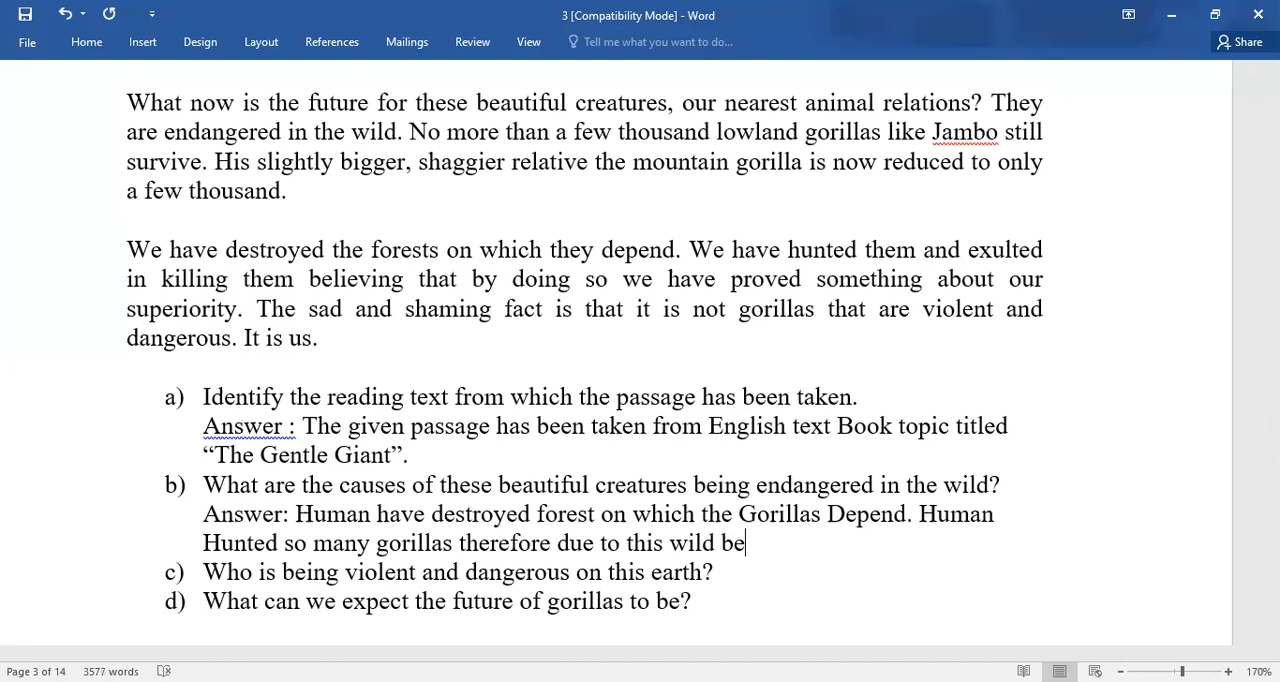 3 [Compatibility Mode] - Word
File Home Insert Design Layout References Mailings Review View Tell me what you want to do... Share
What now is the future for these beautiful creatures, our nearest animal relations? They
are endangered in the wild. No more than a few thousand lowland gorillas like Jambo still
survive. His slightly bigger, shaggier relative the mountain gorilla is now reduced to only
a few thousand.
We have destroyed the forests on which they depend. We have hunted them and exulted
in killing them believing that by doing so we have proved something about our
superiority. The sad and shaming fact is that it is not gorillas that are violent and
dangerous. It is us.
a) Identify the reading text from which the passage has been taken.
Answer : The given passage has been taken from English text Book topic titled
“The Gentle Giant”.
b) What are the causes of these beautiful creatures being endangered in the wild?
Answer: Human have destroyed forest on which the Gorillas Depend. Human
Hunted so many gorillas therefore due to this wild be
c) Who is being violent and dangerous on this earth?
d) What can we expect the future of gorillas to be?
Page 3 of 14 3577 words 170%